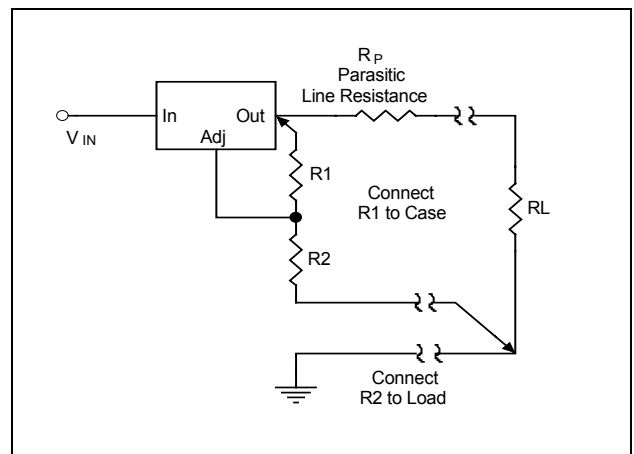 R P
Parasitic
Line Resistance
In
Out
Adj
V IN
R1
Connect
R1 to Case
RL
R2
Connect
R2 to Load